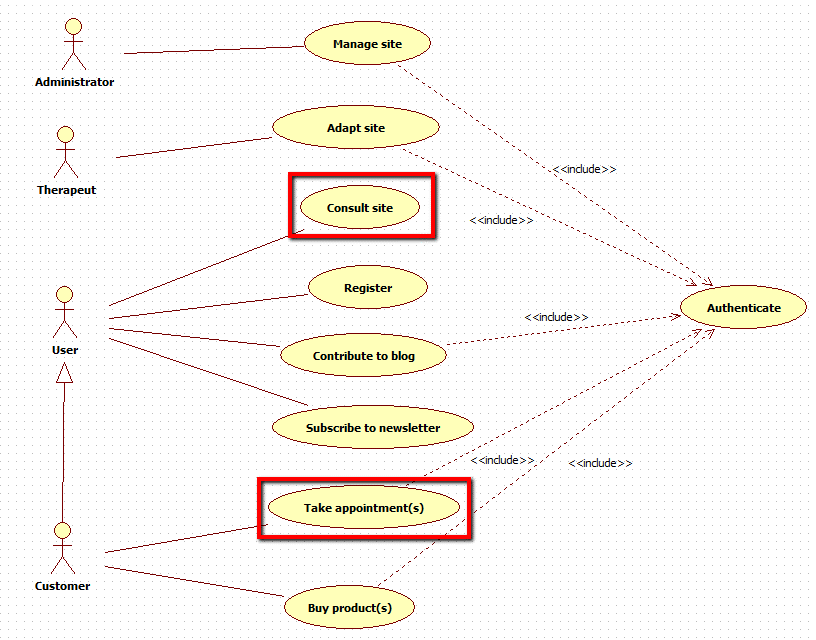 Manage site
Administrator
Adapt site
<<include>>
Therapeut
Consult site
<<include>>
Register
Authenticate
<<include>>
User
Contribute to blog
Subscribe to newsletter
<<include>>
<<include>>
Take appointment(s)
Customer
Buy product(s)